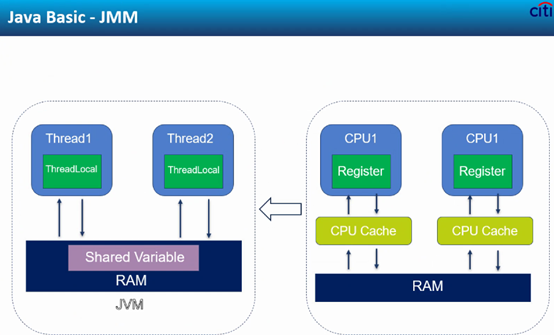 Java Basic - JMM
citi
Thread1
ThreadLocal
Thread2
ThreadLocal
Shared Variable
RAM
JVM
CPU1
Register
CPU Cache
CPU1
Register
CPU Cache
RAM